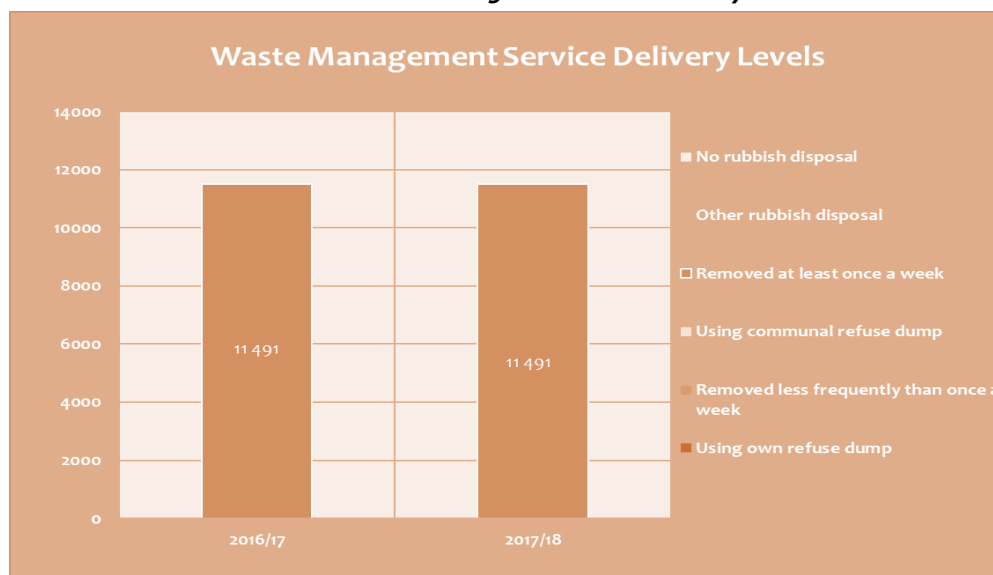 Waste Management Service Delivery Levels
14000
12000
10000
8000
6000
4000
2000
0
11 491
11 491
2016/17
2017/18
No rubbish disposal
Other rubbish disposal
Removed at least once a week
Using communal refuse dump
Removed less frequently than once a
week
Using own refuse dump